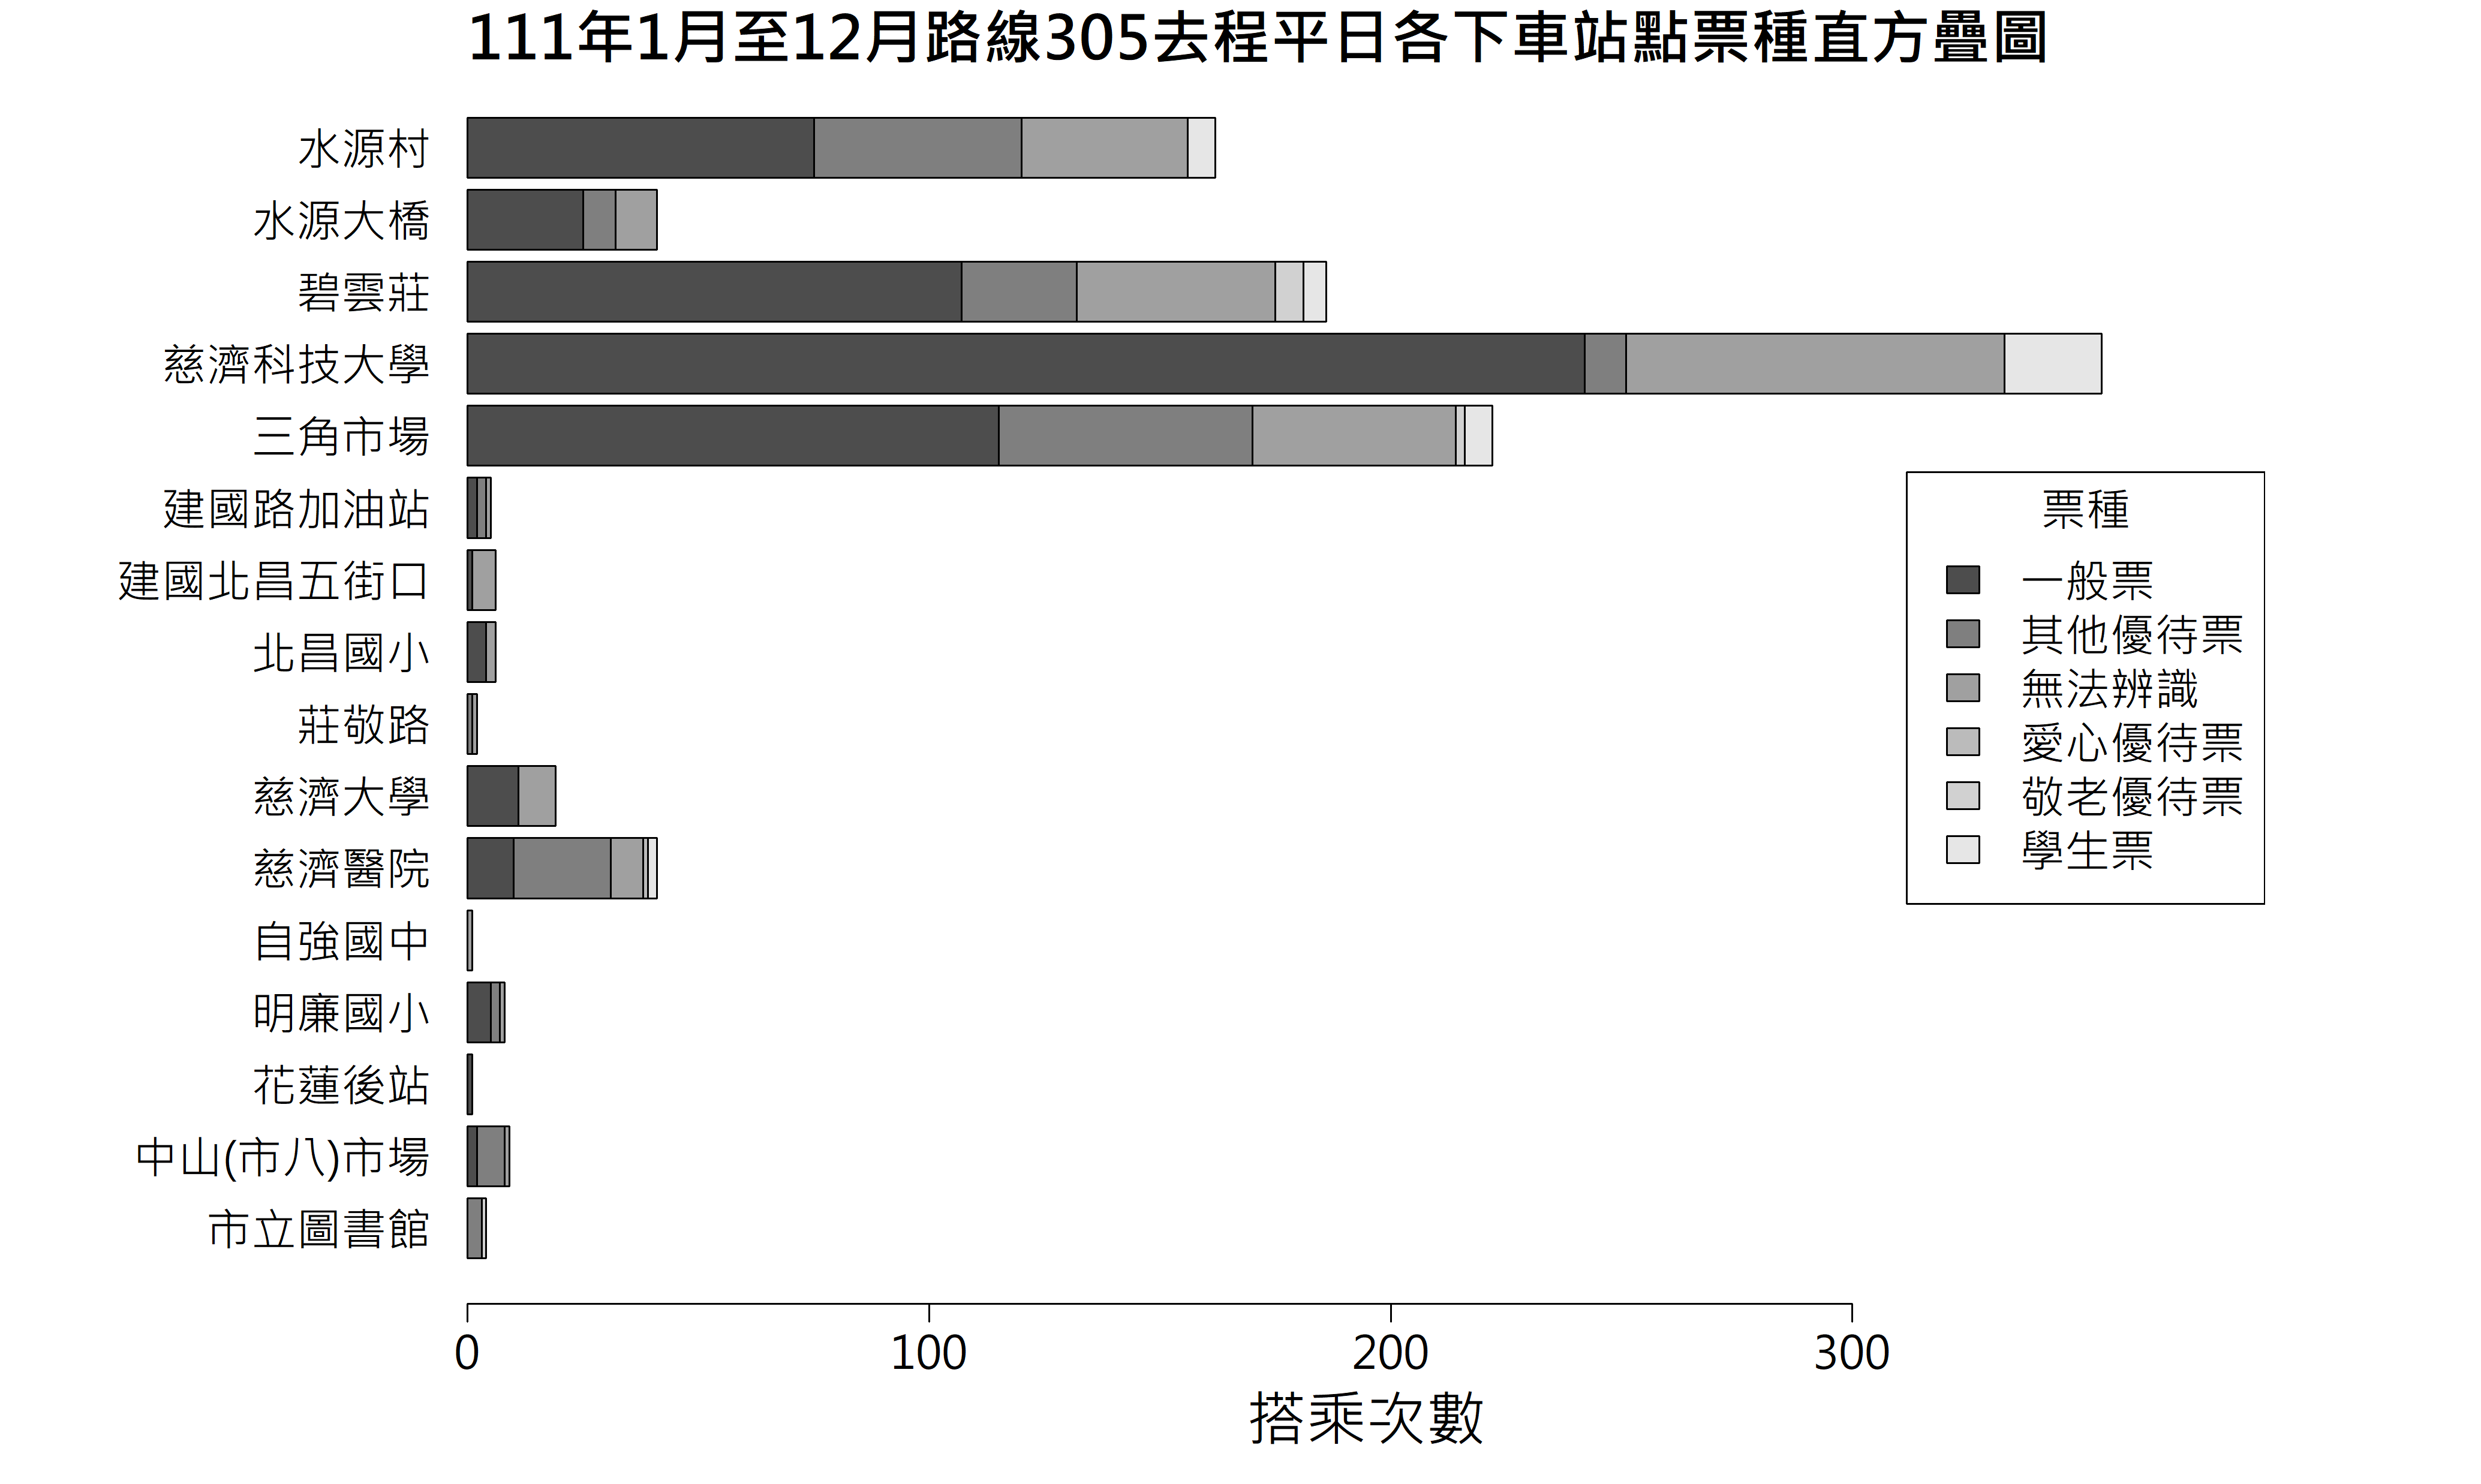 111年1月至12月路線305去程平日各下車站點票種直方疊圖
水源村
水源大橋
碧雲莊
慈濟科技大學
三角市場
建國路加油站
建國北昌五街口
北昌國小
莊敬路
慈濟大學
慈濟醫院
自強國中
明廉國小
花蓮後站
中山(市八)市場
市立圖書館
票種
一般票
其他優待票
無法辨識
愛心優待票
敬老優待票
學生票
0 100 200 300
搭乘次數